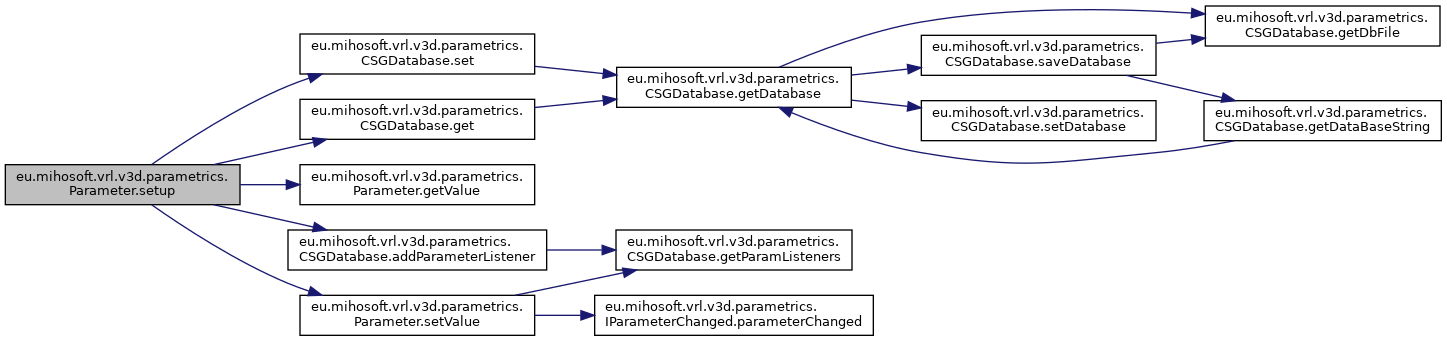 eu.mihosoft.vrl.v3d.parametrics.
Parameter.setup
eu.mihosoft.vrl.v3d.parametrics.
CSGDatabase.set
eu.mihosoft.vrl.v3d.parametrics.
CSGDatabase.get
eu.mihosoft.vrl.v3d.parametrics.
Parameter.getValue
eu.mihosoft.vrl.v3d.parametrics.
CSGDatabase.addParameterListener
eu.mihosoft.vrl.v3d.parametrics.
Parameter.setValue
eu.mihosoft.vrl.v3d.parametrics.
CSGDatabase.getDatabase
eu.mihosoft.vrl.v3d.parametrics.
CSGDatabase.getParamListeners
eu.mihosoft.vrl.v3d.parametrics.
IParameterChanged.parameterChanged
eu.mihosoft.vrl.v3d.parametrics.
CSGDatabase.saveDatabase
eu.mihosoft.vrl.v3d.parametrics.
CSGDatabase.setDatabase
eu.mihosoft.vrl.v3d.parametrics.
CSGDatabase.getDbFile
eu.mihosoft.vrl.v3d.parametrics.
CSGDatabase.getDataBaseString